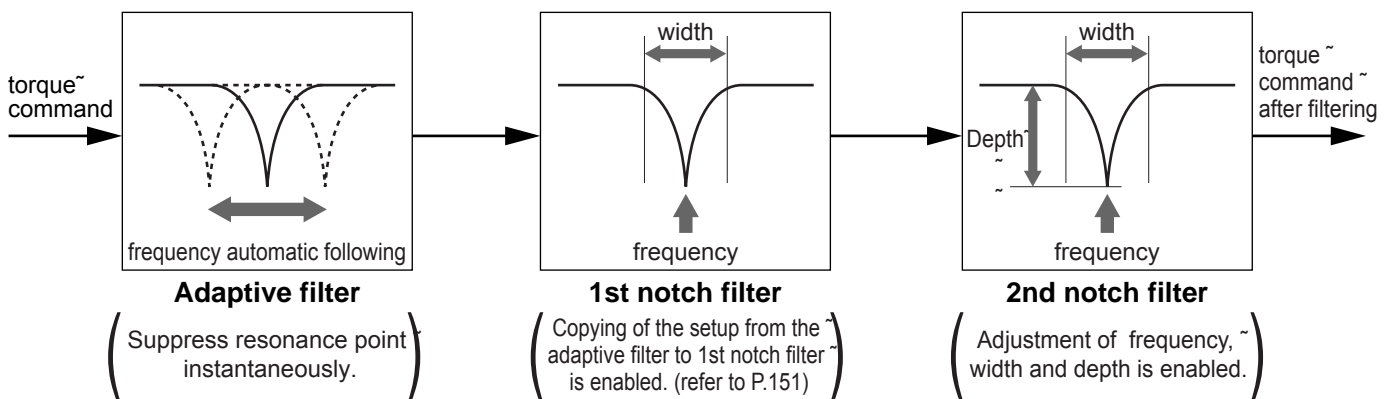 torque˜
command
width
frequency automatic following
Adaptive filter
(Suppress resonance point˜
instantaneously.)
frequency
1st notch filter
(Copying of the setup from the˜
adaptive filter to 1st notch filter˜
is enabled. (refer to P.151))
width
Depth˜
˜
˜
frequency
2nd notch filter
(Adjustment of frequency,˜
width and depth is enabled.)
torque˜
command˜
after filtering